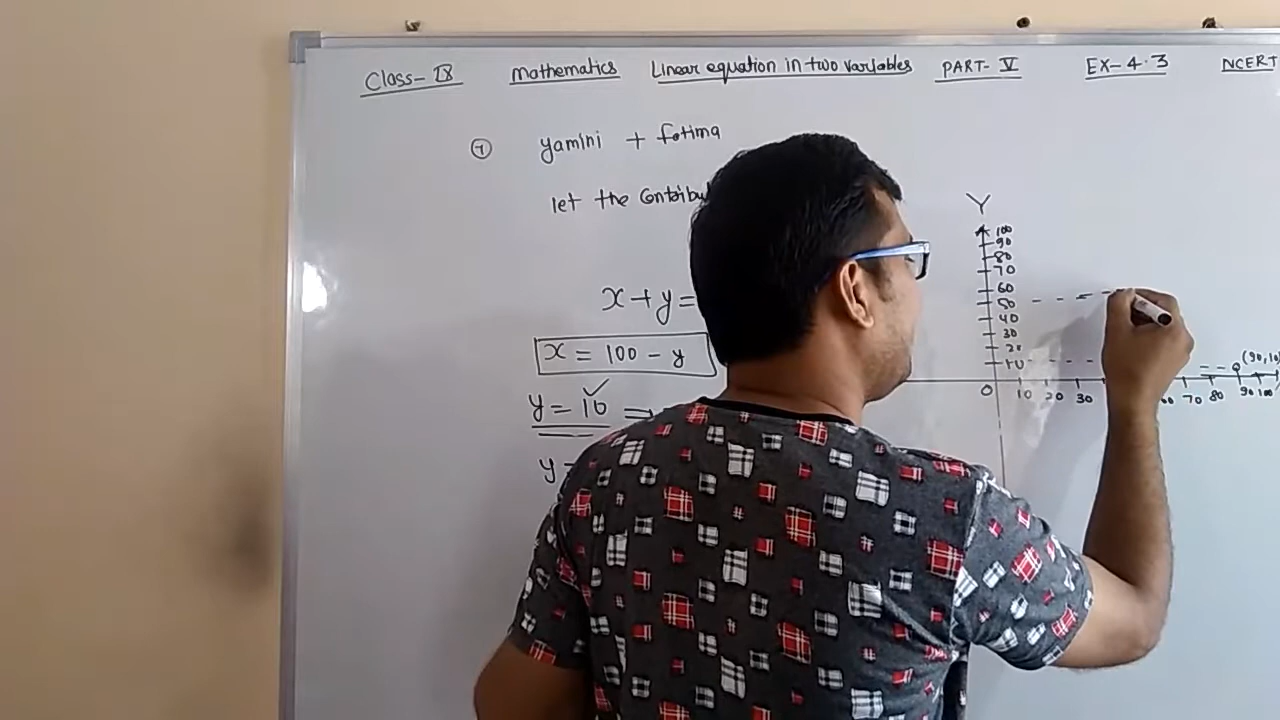 Class-IX Mathematics Linear equation in two variables PART-V EX-4.3 NCERT
7 yamini + fatima
let the
x+y=
x = 100 - y
y = 10 ⇒
y=
Y
100
90
80
70
60
50
40
30
20
10
(90,10
0 10 20 30 70 80 90 100